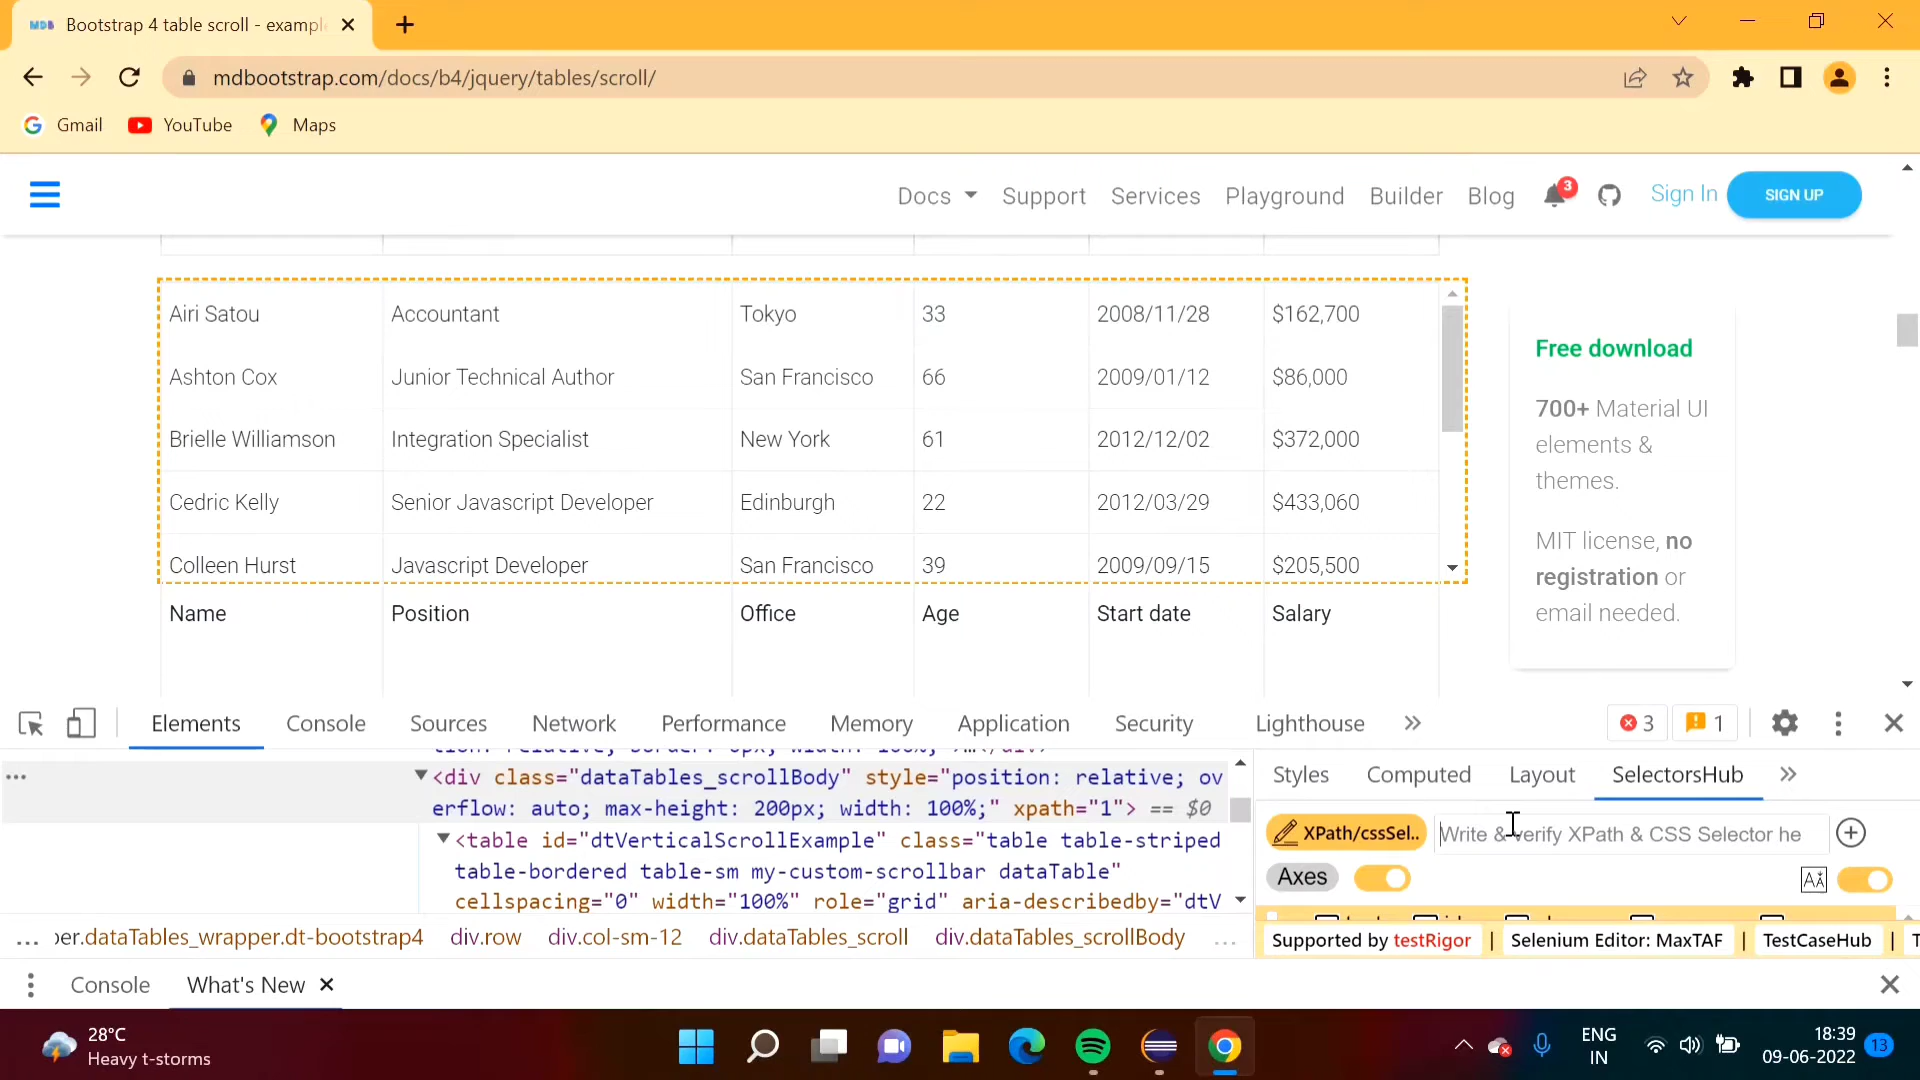 MDB Bootstrap 4 table scroll - exampl
mdbootstrap.com/docs/b4/jquery/tables/scroll/
Gmail YouTube Maps
Docs Support Services Playground Builder Blog 3 Sign In SIGN UP
Airi Satou Accountant Tokyo 33 2008/11/28 $162,700
Ashton Cox Junior Technical Author San Francisco 66 2009/01/12 $86,000
Brielle Williamson Integration Specialist New York 61 2012/12/02 $372,000
Cedric Kelly Senior Javascript Developer Edinburgh 22 2012/03/29 $433,060
Colleen Hurst Javascript Developer San Francisco 39 2009/09/15 $205,500
Name Position Office Age Start date Salary
Free download
700+ Material UI
elements &
themes.
MIT license, no
registration or
email needed.
Elements Console Sources Network Performance Memory Application Security Lighthouse » 3 1
<div class="dataTables_scrollBody" style="position: relative; ov
erflow: auto; max-height: 200px; width: 100%;" xpath="1"> == $0
<table id="dtVerticalScrollExample" class="table table-striped
table-bordered table-sm my-custom-scrollbar dataTable"
cellspacing="0" width="100%" role="grid" aria-describedby="dtV
... per.dataTables_wrapper.dt-bootstrap4 div.row div.col-sm-12 div.dataTables_scroll div.dataTables_scrollBody ...
Styles Computed Layout SelectorsHub »
XPath/cssSel.. Write & verify XPath & CSS Selector he
Axes
Supported by testRigor | Selenium Editor: MaxTAF | TestCaseHub | T
Console What's New
28°C
Heavy t-storms
ENG
IN
18:39
09-06-2022 13